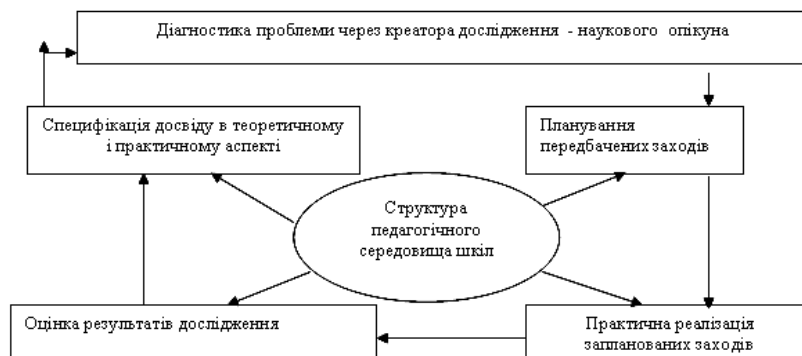 Діагностика проблеми через креатора дослідження - наукового опікуна
Специфікація досвіду в теоретичному
і практичному аспекті
Планування
передбачених заходів
Структура
педагогічного
середовища шкіл
Оцінка результатів дослідження
Практична реалізація
запланованих заходів